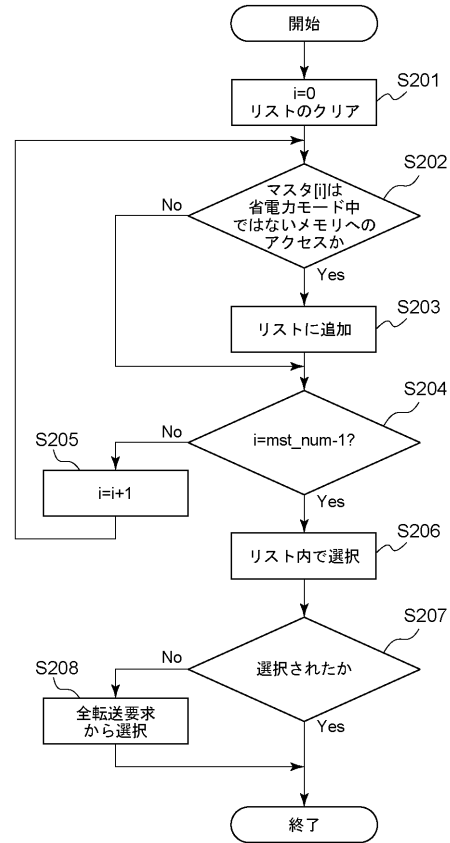 開始
S201
i=0
リストのクリア
S202
マスタ[i]は
省電力モード中
ではないメモリへの
アクセスか
No
Yes
S203
リストに追加
S204
i=mst_num-1?
No
Yes
S205
i=i+1
S206
リスト内で選択
S207
選択されたか
No
Yes
S208
全転送要求
から選択
終了